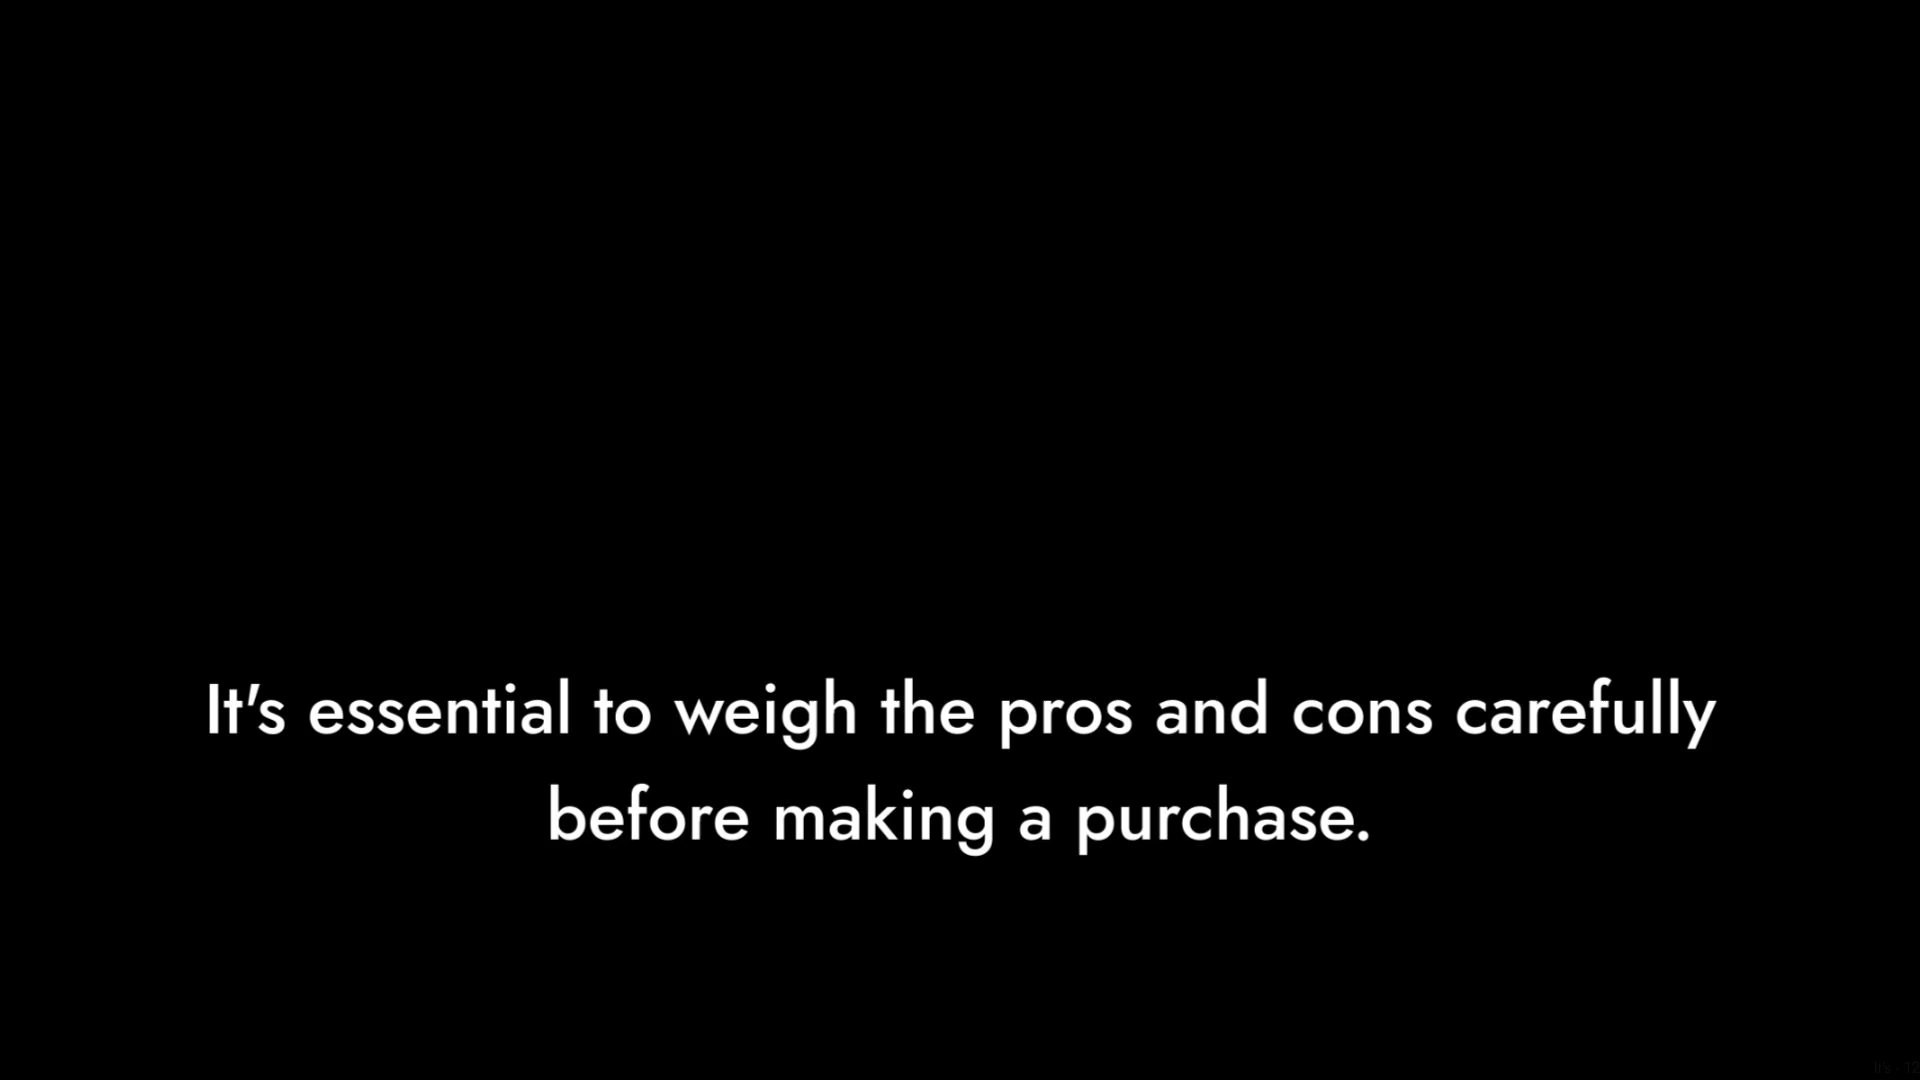 It's essential to weigh the pros and cons carefully
before making a purchase.